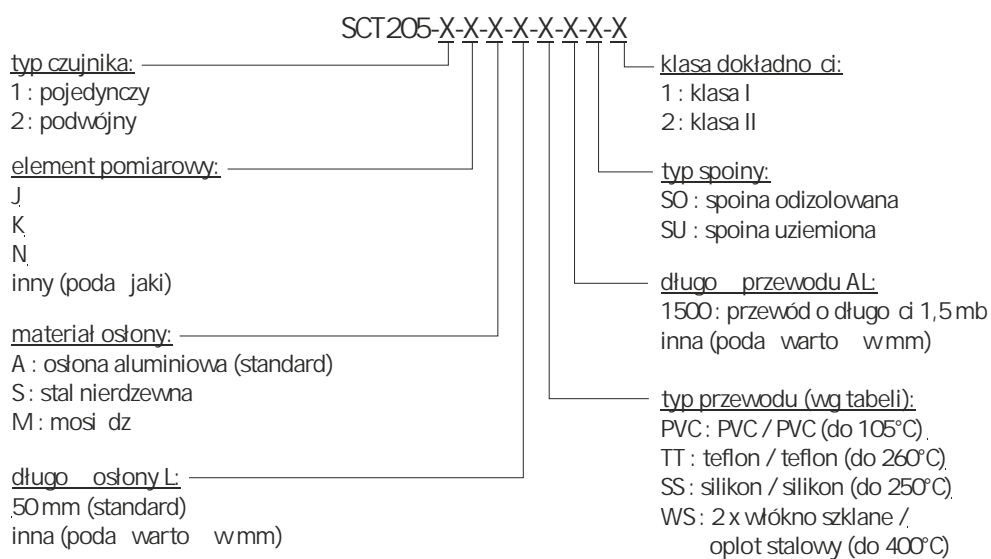 SCT205-X-X-X-X-X-X-X-X
typ czujnika:
1 : pojedynczy
2 : podwójny
element pomiarowy:
J
K
N
inny (poda jaki)
materiał osłony:
A : osłona aluminiowa (standard)
S : stal nierdzewna
M : mosi dz
długo osłony L:
50 mm (standard)
inna (poda warto w mm)
klasa dokładno ci:
1 : klasa I
2 : klasa II
typ spoiny:
SO : spoina odizolowana
SU : spoina uziemiona
długo przewodu AL:
1500 : przewód o długo ci 1,5 mb
inna (poda warto w mm)
typ przewodu (wg tabeli):
PVC : PVC / PVC (do 105°C)
TT : teflon / teflon (do 260°C)
SS : silikon / silikon (do 250°C)
WS : 2 x włókno szklane /
oplot stalowy (do 400°C)